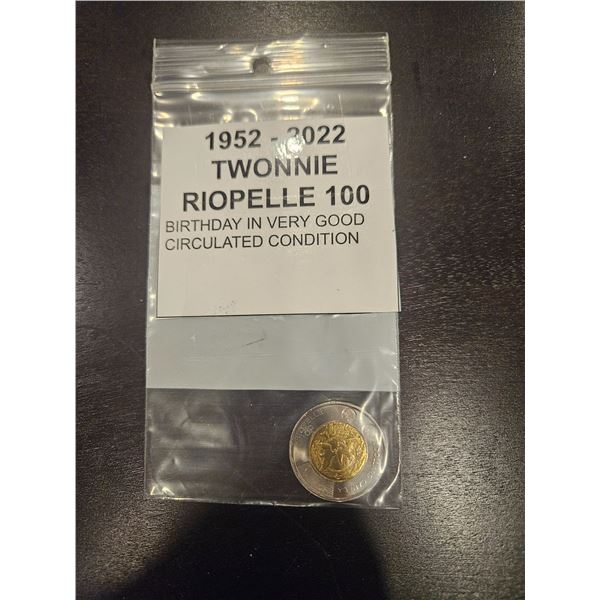 1952 - 2022
TWONNIE
RIOPELLE 100
BIRTHDAY IN VERY GOOD
CIRCULATED CONDITION